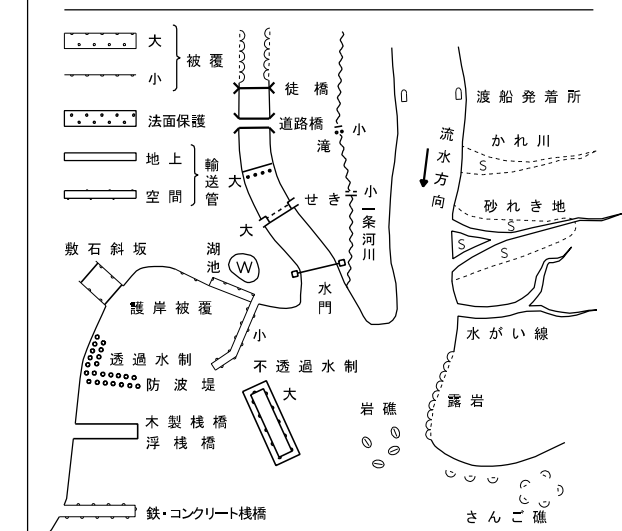 大
小
被覆
法面保護
地上
空間
輸送管
徒橋
道路橋
小
滝
大
せき
小
大
一条河川
渡船発着所
流水方向
かれ川
S
砂れき地
S
S
S
敷石斜坂
湖池
W
水門
護岸被覆
小
水がい線
透過水制
不透過水制
防波堤
大
岩礁
露岩
木製桟橋
浮桟橋
鉄・コンクリート桟橋
さんご礁